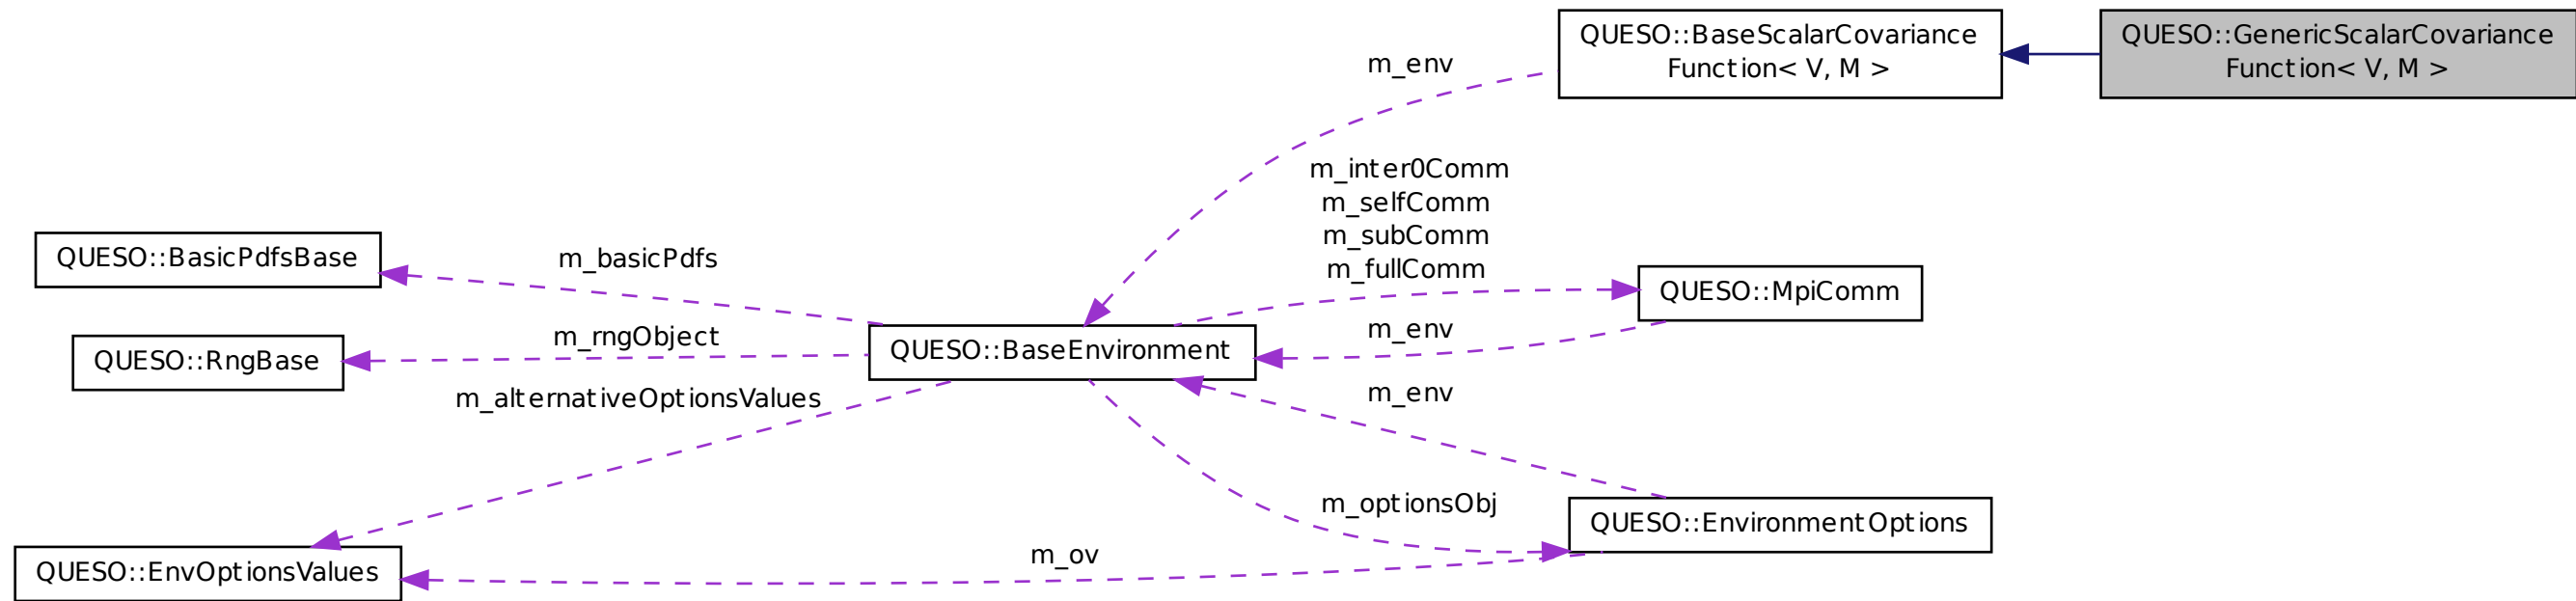 QUESO::BaseScalarCovariance
Function< V, M >
QUESO::GenericScalarCovariance
Function< V, M >
m_env
m_inter0Comm
m_selfComm
m_subComm
m_fullComm
QUESO::BasicPdfsBase
m_basicPdfs
QUESO::MpiComm
m_rngObject
m_env
QUESO::RngBase
QUESO::BaseEnvironment
m_alternativeOptionsValues
m_env
m_optionsObj
QUESO::EnvironmentOptions
m_ov
QUESO::EnvOptionsValues